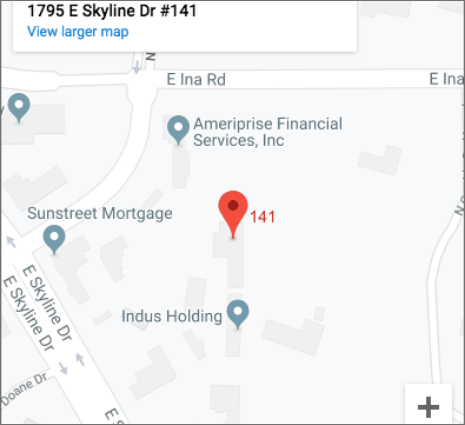 1795 E Skyline Dr #141
View larger map
N
E Ina Rd
E Ina
Ameriprise Financial
Services, Inc
141
Sunstreet Mortgage
E Skyline Dr
E Skyline Dr
Indus Holding
Doane Dr
E S